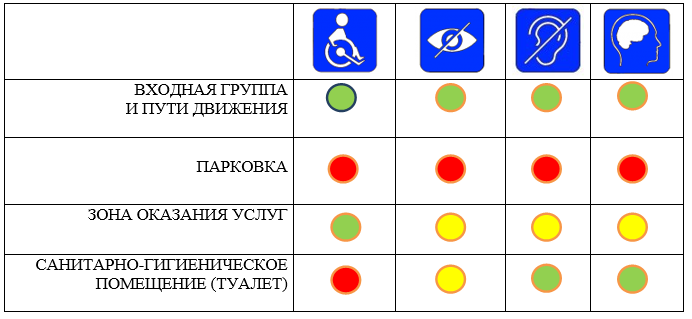 ВХОДНАЯ ГРУППА
И ПУТИ ДВИЖЕНИЯ
ПАРКОВКА
ЗОНА ОКАЗАНИЯ УСЛУГ
САНИТАРНО-ГИГИЕНИЧЕСКОЕ
ПОМЕЩЕНИЕ (ТУАЛЕТ)